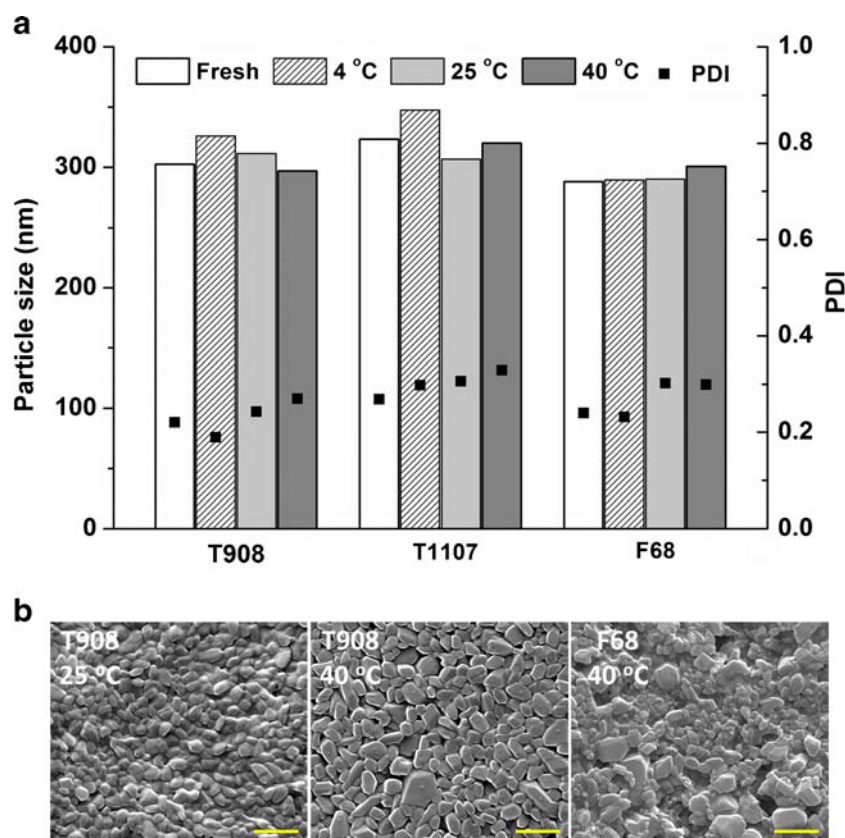 a
400
300
200
100
0
Particle size (nm)
Fresh 4 °C 25 °C 40 °C PDI
1.0
0.8
0.6
0.4
0.2
0.0
PDI
T908 T1107 F68
b
T908
25 °C
T908
40 °C
F68
40 °C